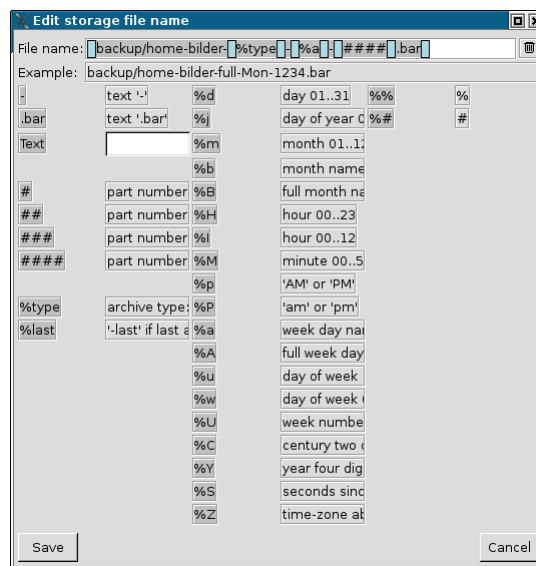 Edit storage file name
File name: backup/home-bilder- %type - %a - #### .bar
Example: backup/home-bilder-full-Mon-1234.bar
- text '-' %d day 01..31 %% %
.bar text '.bar' %j day of year 0 %# #
Text %m month 01..12
%b month name
# part number %B full month na
## part number %H hour 00..23
### part number %I hour 00..12
#### part number %M minute 00..5
%p 'AM' or 'PM'
%type archive type: %P 'am' or 'pm'
%last '-last' if last a %a week day nar
%A full week day
%u day of week
%w day of week
%U week numbe
%C century two
%Y year four dig
%S seconds sinc
%Z time-zone ab
Save Cancel